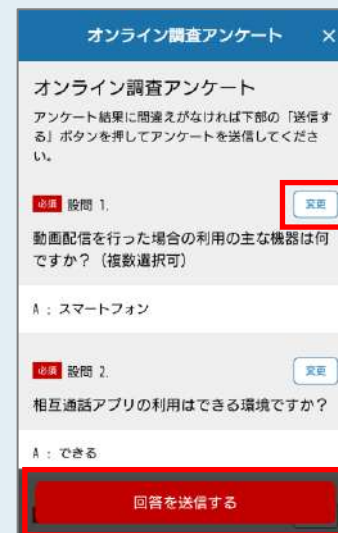 オンライン調査アンケート ×
オンライン調査アンケート
アンケート結果に間違えがなければ下部の「送信す
る」ボタンを押してアンケートを送信してくださ
い。
必須 設問 1. 変更
動画配信を行った場合の利用の主な機器は何
ですか？（複数選択可）
A : スマートフォン
必須 設問 2. 変更
相互通話アプリの利用はできる環境ですか？
A : できる
回答を送信する